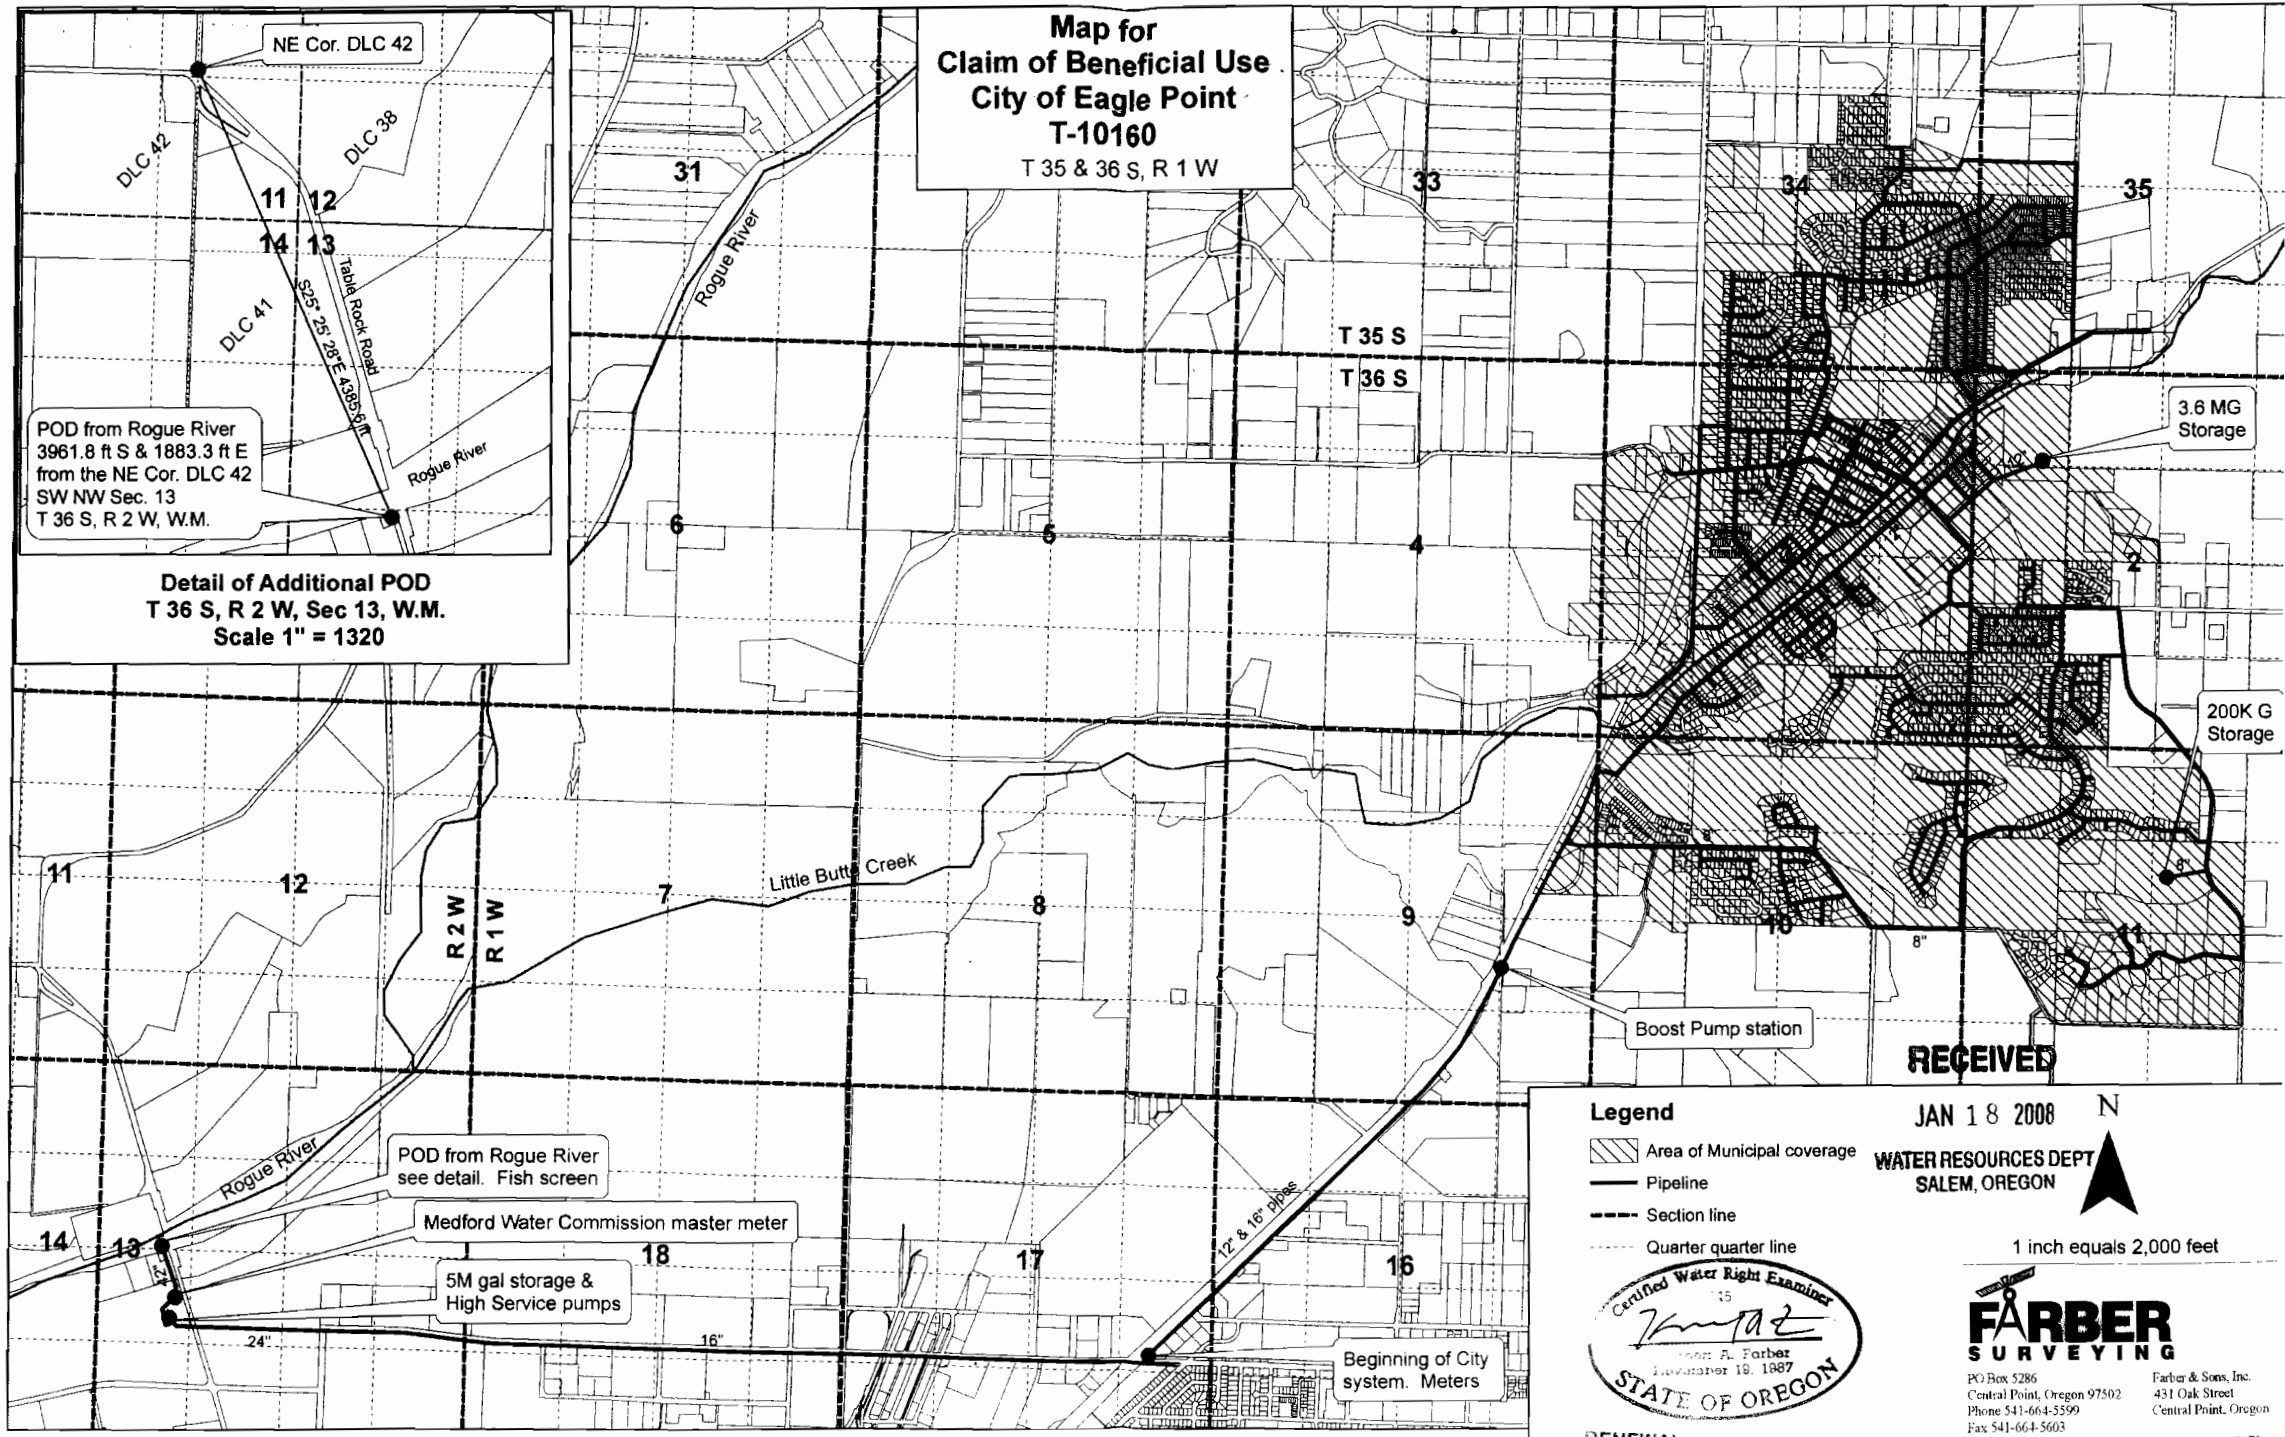 Map for
Claim of Beneficial Use
City of Eagle Point
T-10160
T 35 & 36 S, R 1 W
NE Cor. DLC 42
DLC 42
DLC 38
11
12
14
13
DLC 41
Table Rock Road
S25° 25' 28"E 4385.6 ft
POD from Rogue River
3961.8 ft S & 1883.3 ft E
from the NE Cor. DLC 42
SW NW Sec. 13
T 36 S, R 2 W, W.M.
Rogue River
Detail of Additional POD
T 36 S, R 2 W, Sec 13, W.M.
Scale 1" = 1320
31
33
34
35
Rogue River
T 35 S
T 36 S
3.6 MG
Storage
6
5
4
2
200K G
Storage
11
12
R 2 W
R 1 W
7
Little Butte Creek
8
9
10
8"
8"
11
Boost Pump station
Rogue River
POD from Rogue River
see detail. Fish screen
Medford Water Commission master meter
5M gal storage &
High Service pumps
14
13
42"
18
17
16
12" & 16" pipes
24"
16"
Beginning of City
system. Meters
RECEIVED
JAN 18 2008
WATER RESOURCES DEPT
SALEM, OREGON
N
Legend
Area of Municipal coverage
Pipeline
Section line
Quarter quarter line
1 inch equals 2,000 feet
Certified Water Right Examiner
15
A. Farber
November 19, 1987
STATE OF OREGON
FARBER
SURVEYING
PO Box 5286
Central Point, Oregon 97502
Phone 541-664-5599
Fax 541-664-5603
Farber & Sons, Inc.
431 Oak Street
Central Point, Oregon